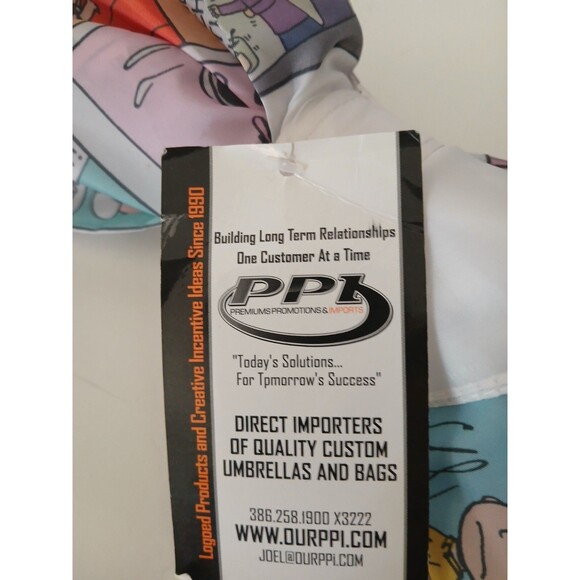 Logoed Products and Creative Incentive Ideas Since 1990
Building Long Term Relationships
One Customer At a Time
PPI
PREMIUMS PROMOTIONS & IMPORTS
"Today's Solutions...
For Tpmorrow's Success"
DIRECT IMPORTERS
OF QUALITY CUSTOM
UMBRELLAS AND BAGS
386.258.1900 X3222
WWW.OURPPI.COM
JOEL@OURPPI.COM